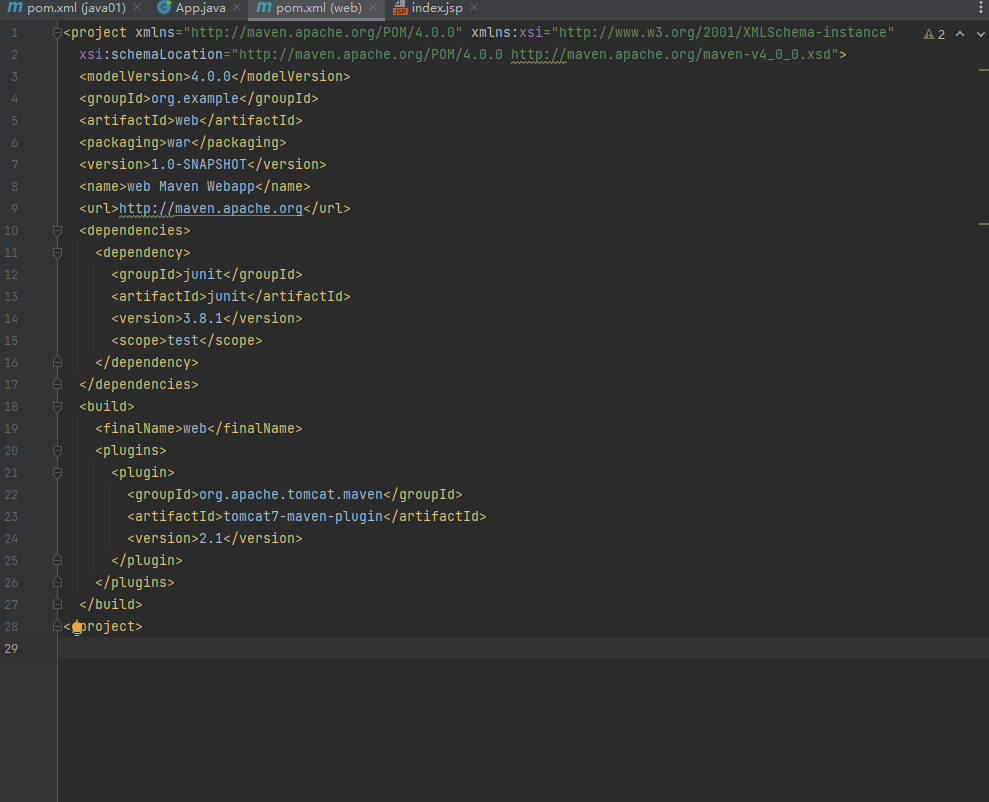 pom.xml (java01) App.java pom.xml (web) index.jsp
1 <project xmlns="http://maven.apache.org/POM/4.0.0" xmlns:xsi="http://www.w3.org/2001/XMLSchema-instance" 2
2 xsi:schemaLocation="http://maven.apache.org/POM/4.0.0 http://maven.apache.org/maven-v4_0_0.xsd">
3 <modelVersion>4.0.0</modelVersion>
4 <groupId>org.example</groupId>
5 <artifactId>web</artifactId>
6 <packaging>war</packaging>
7 <version>1.0-SNAPSHOT</version>
8 <name>web Maven Webapp</name>
9 <url>http://maven.apache.org</url>
10 <dependencies>
11 <dependency>
12 <groupId>junit</groupId>
13 <artifactId>junit</artifactId>
14 <version>3.8.1</version>
15 <scope>test</scope>
16 </dependency>
17 </dependencies>
18 <build>
19 <finalName>web</finalName>
20 <plugins>
21 <plugin>
22 <groupId>org.apache.tomcat.maven</groupId>
23 <artifactId>tomcat7-maven-plugin</artifactId>
24 <version>2.1</version>
25 </plugin>
26 </plugins>
27 </build>
28 </project>
29